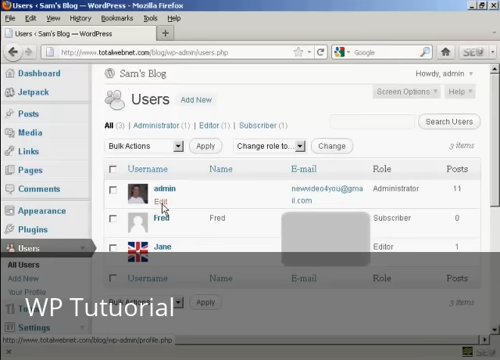 Users ‹ Sam's Blog — WordPress - Mozilla Firefox
File Edit View History Bookmarks Tools Help
Users ‹ Sam's Blog — WordPress
http://www.totalwebnet.com/blog/wp-admin/users.php
Google
Dashboard
Jetpack
Posts
Media
Links
Pages
Comments
Appearance
Plugins
Users
All Users
Add New
Your Profile
Settings
Sam's Blog
Howdy, admin
Screen Options
Help
Users Add New
All (3) | Administrator (1) | Editor (1) | Subscriber (1)
Search Users
Bulk Actions Apply Change role to... Change 3 items
Username Name E-mail Role Posts
admin newvideo4you@gma Administrator 11
Edit il.com
Fred Fred Subscriber 0
Jane Editor 1
Username Name E-mail Role Posts
Bulk Actions Apply 3 items
WP Tutuorial
http://www.totalwebnet.com/blog/wp-admin/profile.php